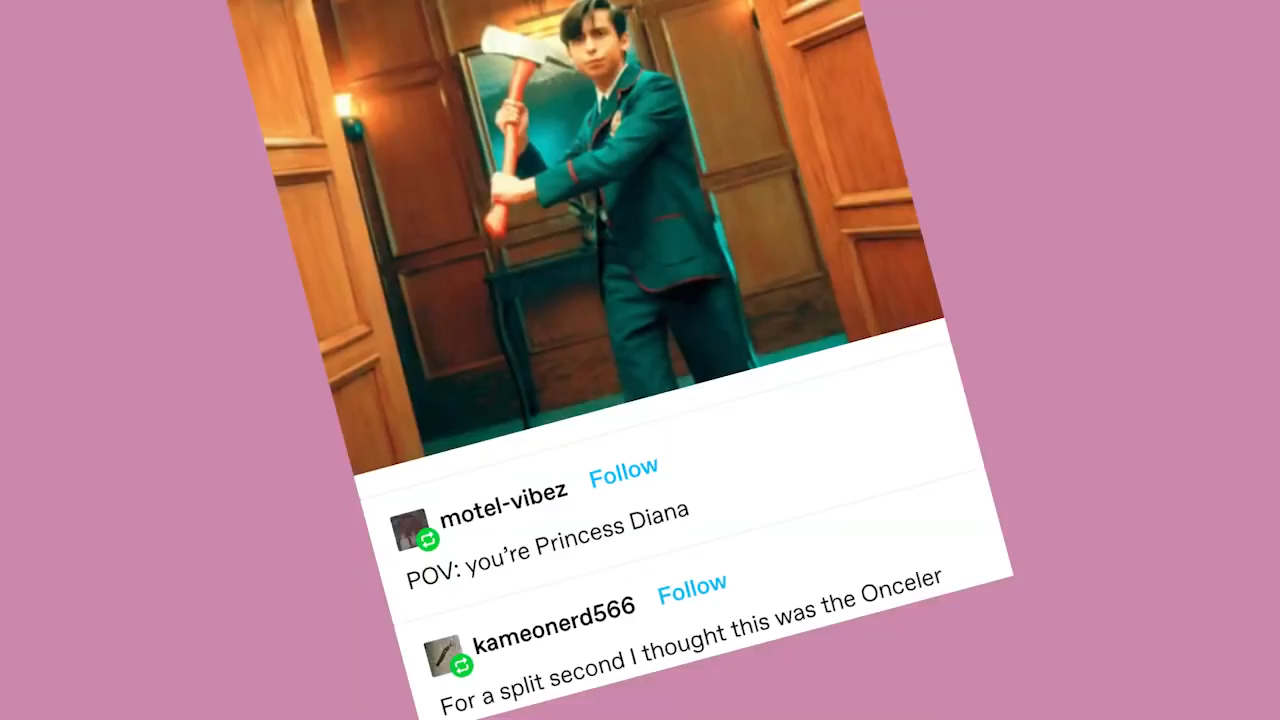 motel-vibez Follow
POV: you’re Princess Diana
kameonerd566 Follow
For a split second I thought this was the Onceler